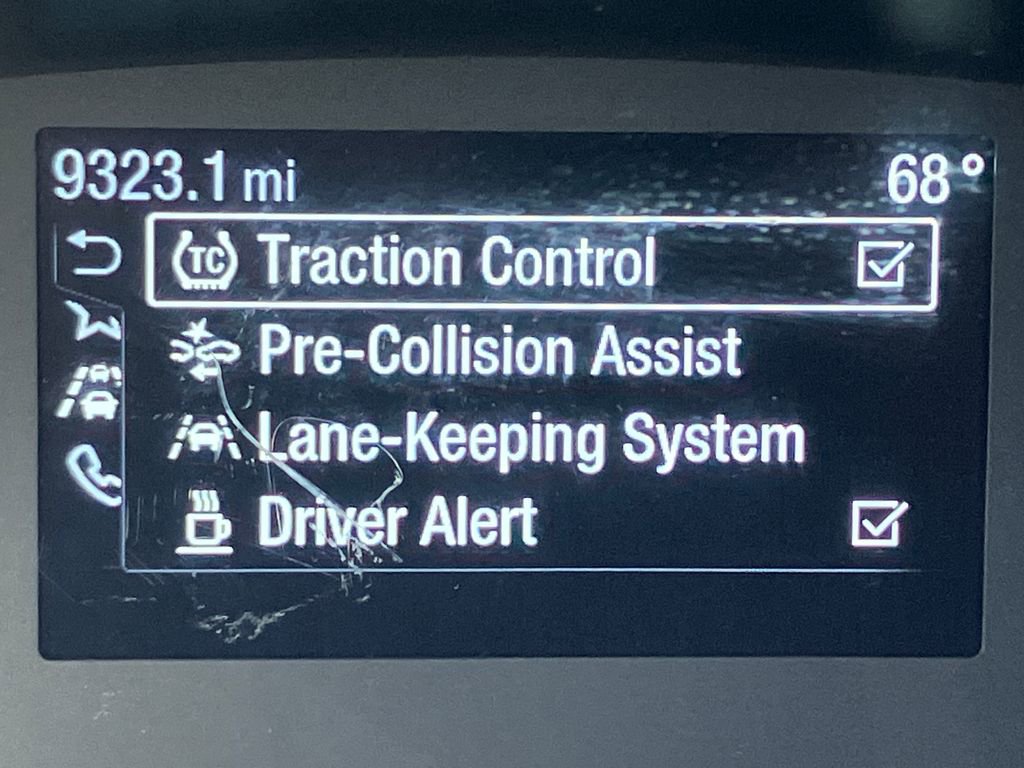 9323.1 mi 68°
TC Traction Control
Pre-Collision Assist
Lane-Keeping System
Driver Alert